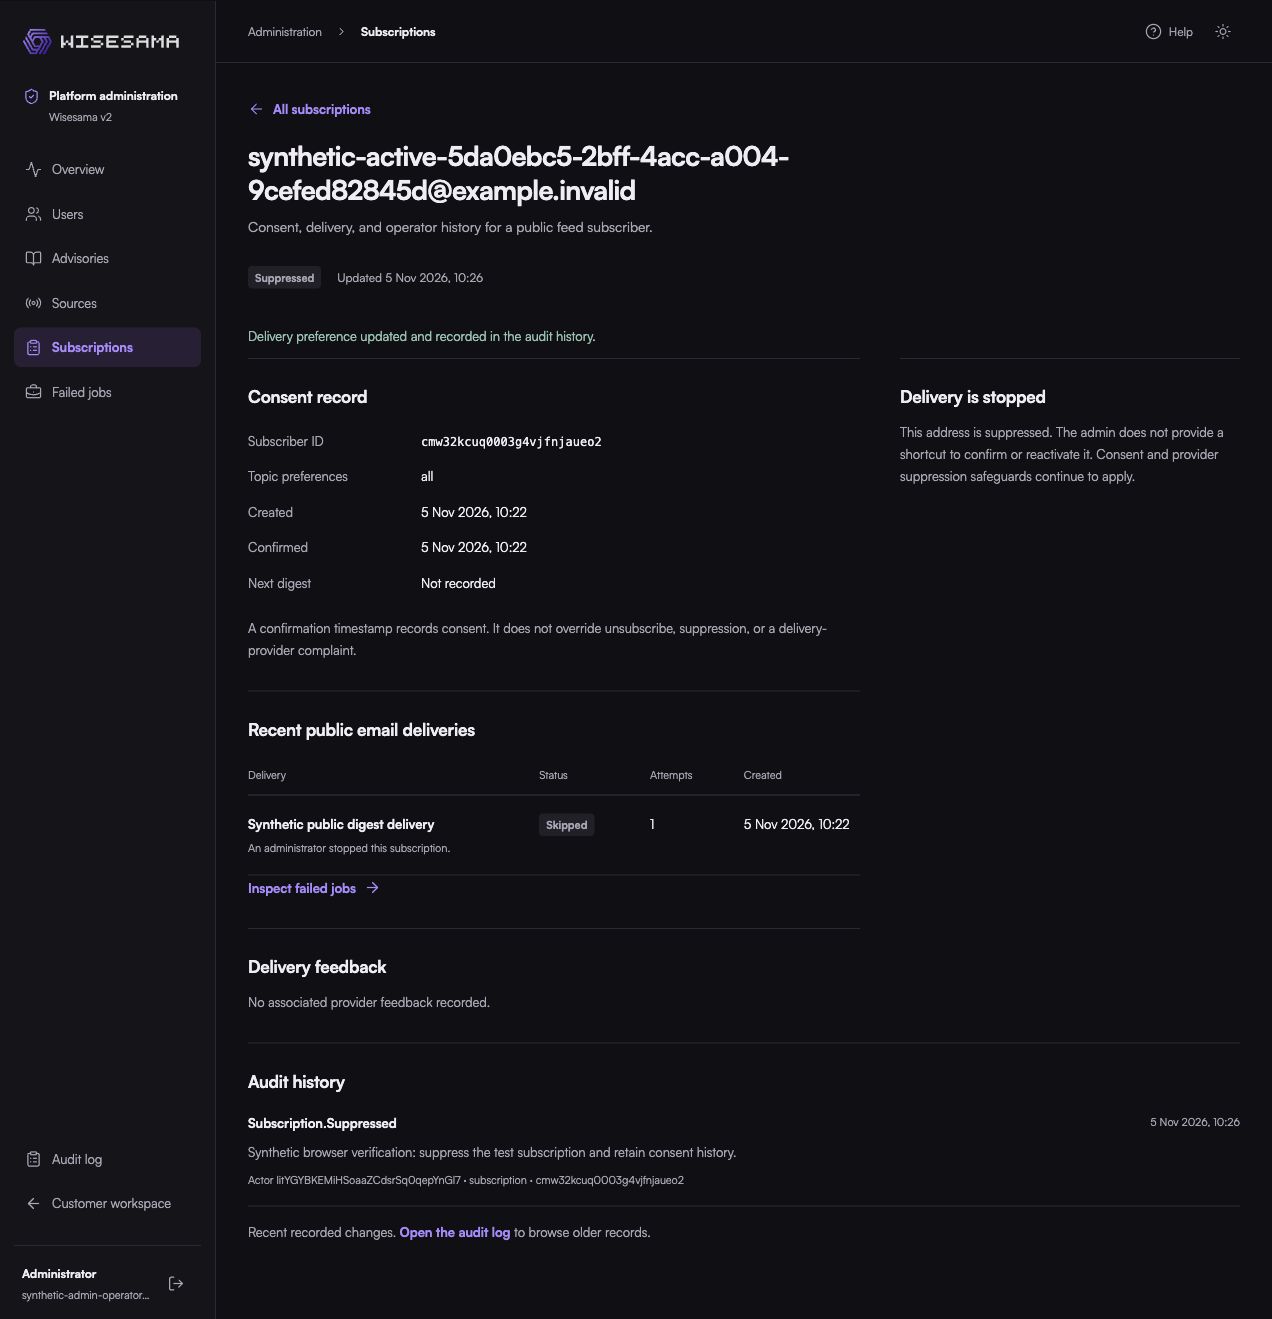 WISESAMA
Platform administration
Wisesama v2
Overview
Users
Advisories
Sources
Subscriptions
Failed jobs
Audit log
Customer workspace
Administrator
synthetic-admin-operator...
Administration > Subscriptions
Help
All subscriptions
synthetic-active-5da0ebc5-2bff-4acc-a004-
9cefed82845d@example.invalid
Consent, delivery, and operator history for a public feed subscriber.
Suppressed Updated 5 Nov 2026, 10:26
Delivery preference updated and recorded in the audit history.
Consent record
Subscriber ID cmw32kcuq0003g4vjfnjaueo2
Topic preferences all
Created 5 Nov 2026, 10:22
Confirmed 5 Nov 2026, 10:22
Next digest Not recorded
A confirmation timestamp records consent. It does not override unsubscribe, suppression, or a delivery-
provider complaint.
Delivery is stopped
This address is suppressed. The admin does not provide a
shortcut to confirm or reactivate it. Consent and provider
suppression safeguards continue to apply.
Recent public email deliveries
Delivery Status Attempts Created
Synthetic public digest delivery Skipped 1 5 Nov 2026, 10:22
An administrator stopped this subscription.
Inspect failed jobs
Delivery feedback
No associated provider feedback recorded.
Audit history
Subscription.Suppressed 5 Nov 2026, 10:26
Synthetic browser verification: suppress the test subscription and retain consent history.
Actor IitYGYBKEMiHSoaaZCdsrSqOqepYnGI7 · subscription · cmw32kcuq0003g4vjfnjaueo2
Recent recorded changes. Open the audit log to browse older records.